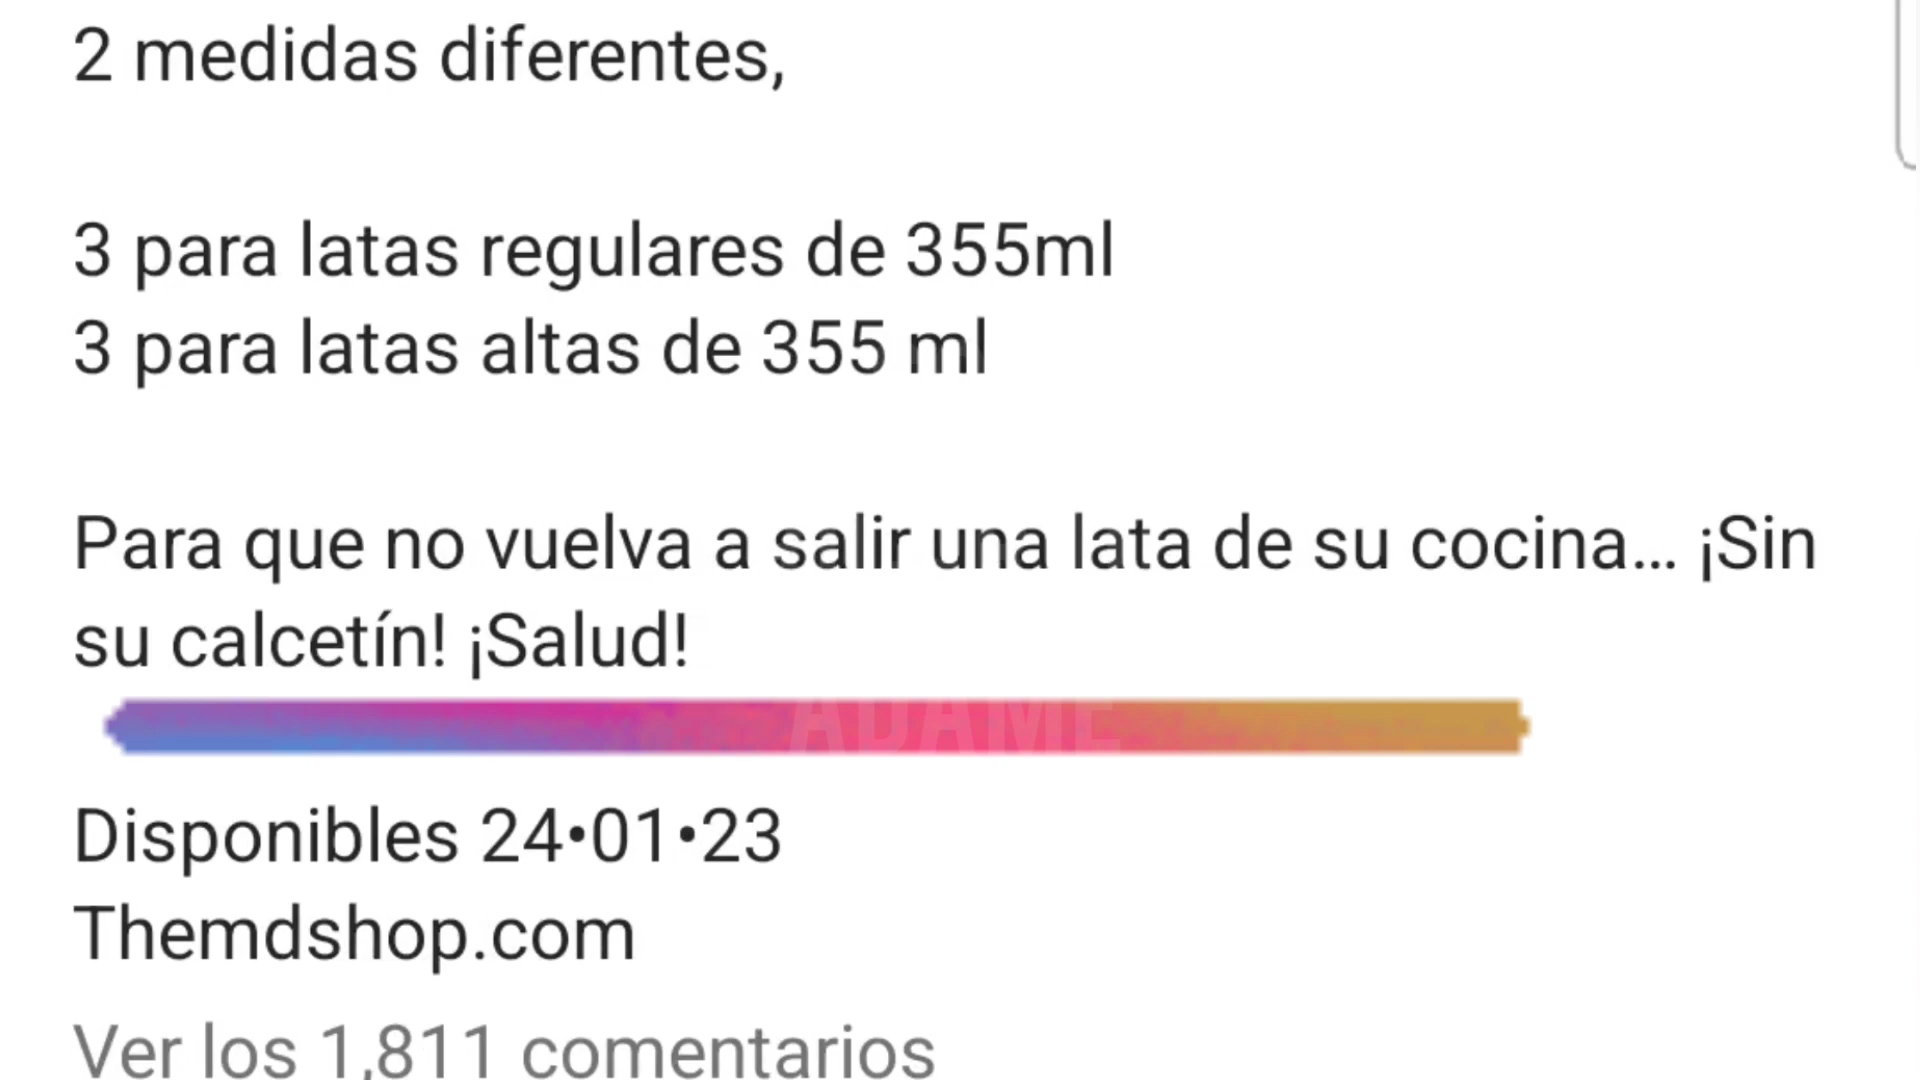 2 medidas diferentes,
3 para latas regulares de 355ml
3 para latas altas de 355 ml
Para que no vuelva a salir una lata de su cocina... ¡Sin
su calcetín! ¡Salud!
ADAME
Disponibles 24•01•23
Themdshop.com
Ver los 1,811 comentarios